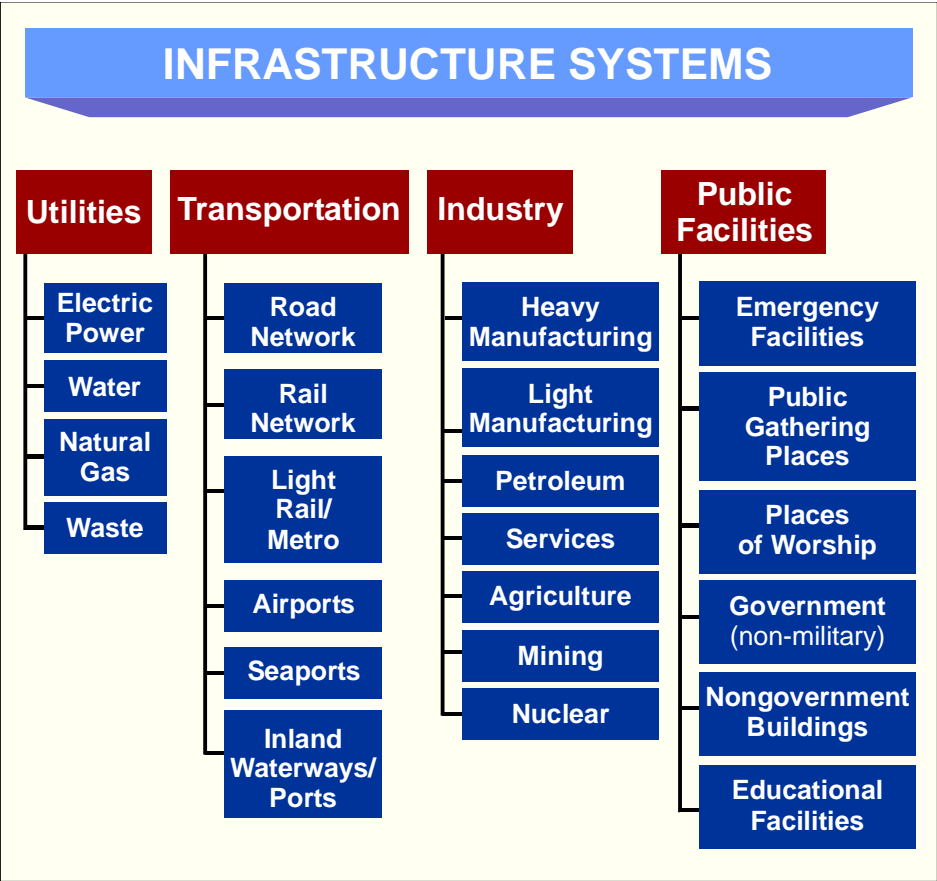 INFRASTRUCTURE SYSTEMS
Utilities
Electric
Power
Water
Natural
Gas
Waste
Transportation
Road
Network
Rail
Network
Light
Rail/
Metro
Airports
Seaports
Inland
Waterways/
Ports
Industry
Heavy
Manufacturing
Light
Manufacturing
Petroleum
Services
Agriculture
Mining
Nuclear
Public
Facilities
Emergency
Facilities
Public
Gathering
Places
Places
of Worship
Government
(non-military)
Nongovernment
Buildings
Educational
Facilities